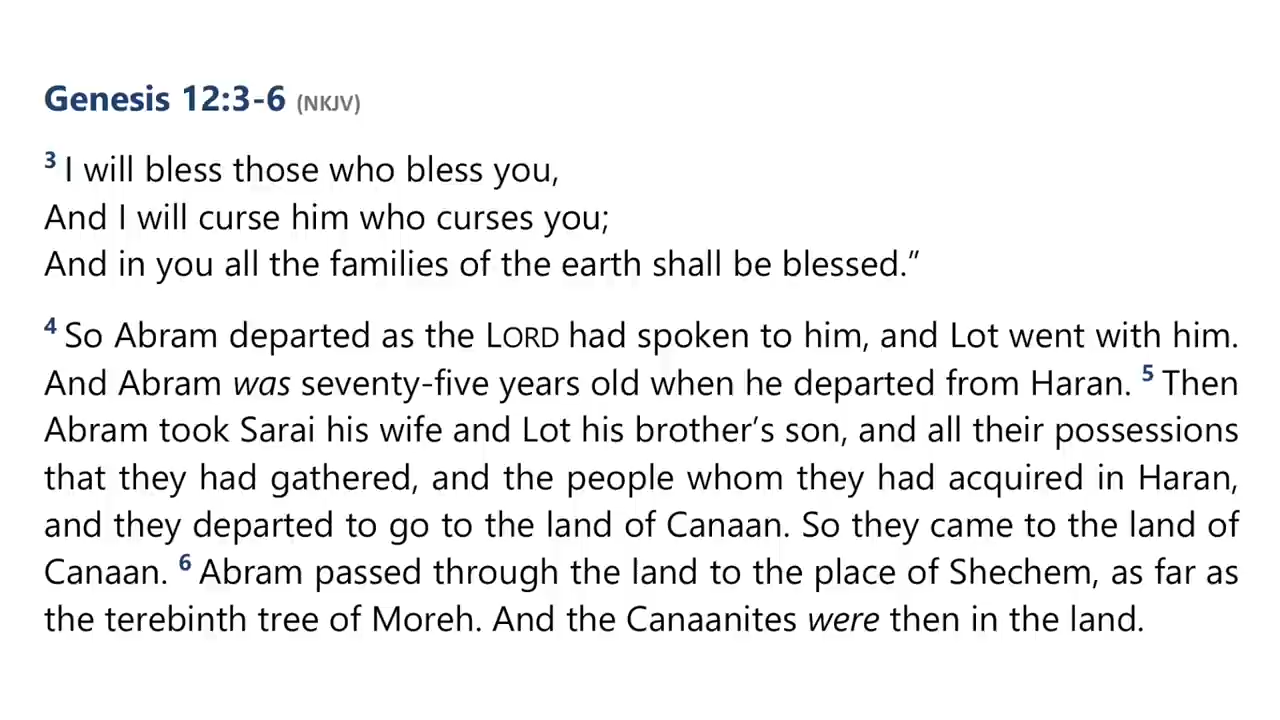 Genesis 12:3-6 (NKJV)
3 I will bless those who bless you,
And I will curse him who curses you;
And in you all the families of the earth shall be blessed.”
4 So Abram departed as the LORD had spoken to him, and Lot went with him.
And Abram was seventy-five years old when he departed from Haran. 5 Then
Abram took Sarai his wife and Lot his brother’s son, and all their possessions
that they had gathered, and the people whom they had acquired in Haran,
and they departed to go to the land of Canaan. So they came to the land of
Canaan. 6 Abram passed through the land to the place of Shechem, as far as
the terebinth tree of Moreh. And the Canaanites were then in the land.